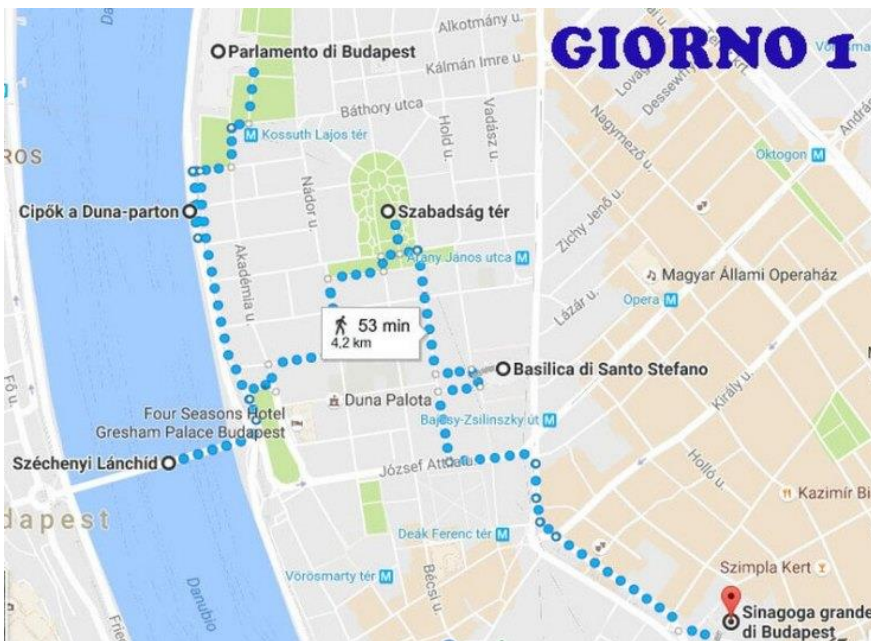 GIORNO 1
Alkotmány u.
Parlamento di Budapest
Kálmán Imre u.
Báthory utca
M Kossuth Lajos tér
Hold u.
Vadász u.
Nagymező u.
Oktogon M
ROS
Nádor u.
Cipők a Duna-parton
Szabadság tér
Zichy Jenő u.
Akadémia u.
Arany János utca M
Magyar Állami Operaház
Opera M
Lázár u.
53 min
4,2 km
Basilica di Santo Stefano
Király u.
Fő u.
Duna Palota
Four Seasons Hotel
Gresham Palace Budapest
Bajcsy-Zsilinszky út M
Széchenyi Lánchíd
József Attila u.
Holló u.
Kazimír Bi
dapest
Deák Ferenc tér M
Simpla Kert
Vörösmarty tér M
Bécsi u.
Danubio
Sinagoga grande
di Budapest